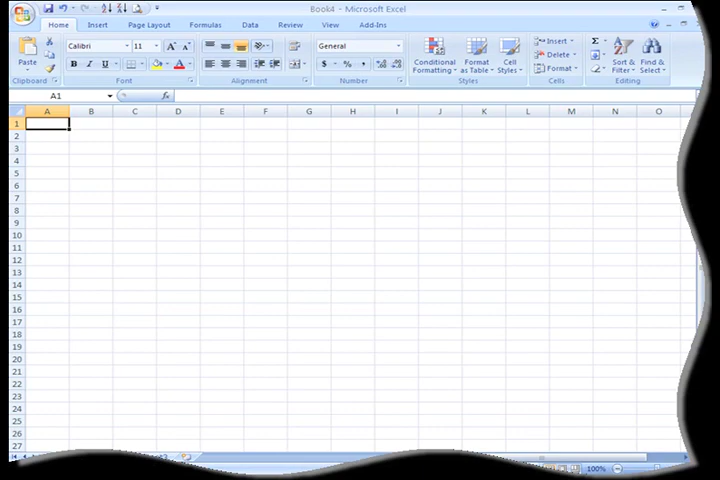 Book4 - Microsoft Excel
Home Insert Page Layout Formulas Data Review View Add-Ins
Calibri 11 General
Paste
B I U A $ % ,
Conditional Formatting
Format as Table
Cell Styles
Insert
Delete
Format
Σ
Sort & Filter
Find & Select
Clipboard Font Alignment Number Styles Cells Editing
A1 fx
A B C D E F G H I J K L M N O
1
2
3
4
5
6
7
8
9
10
11
12
13
14
15
16
17
18
19
20
21
22
23
24
25
26
27
100%